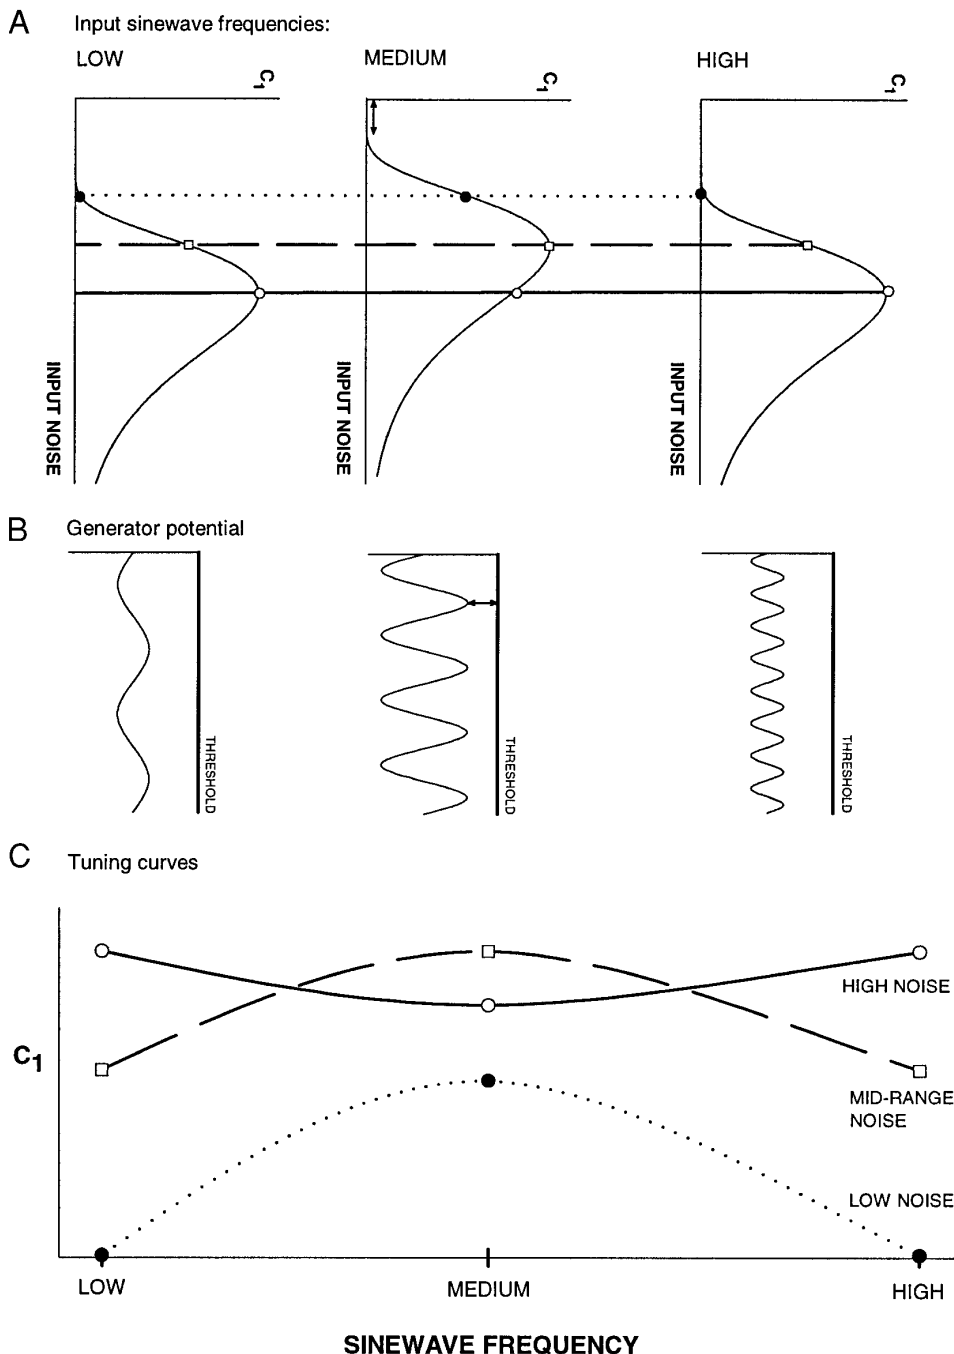 A Input sinewave frequencies:
LOW MEDIUM HIGH
C1 C1 C1
INPUT NOISE INPUT NOISE INPUT NOISE
B Generator potential
THRESHOLD THRESHOLD THRESHOLD
C Tuning curves
HIGH NOISE
C1
MID-RANGE
NOISE
LOW NOISE
LOW MEDIUM HIGH
SINEWAVE FREQUENCY